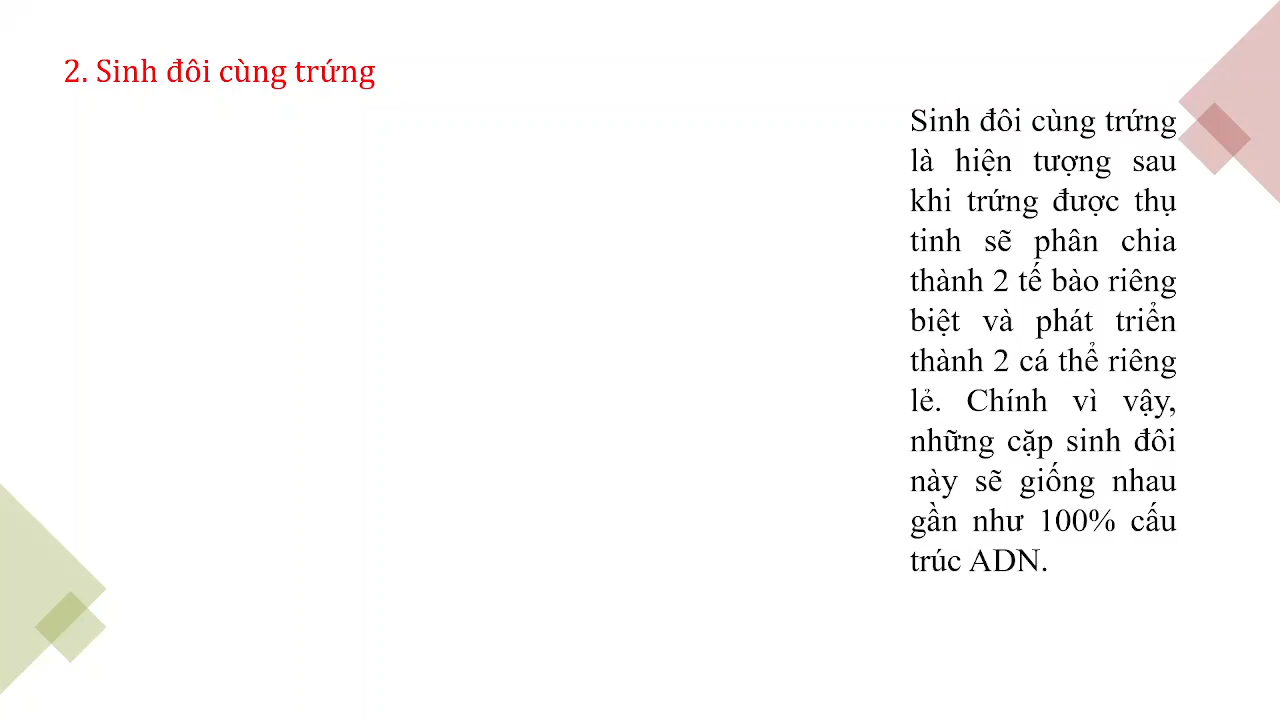 2. Sinh đôi cùng trứng
Sinh đôi cùng trứng
là hiện tượng sau
khi trứng được thụ
tinh sẽ phân chia
thành 2 tế bào riêng
biệt và phát triển
thành 2 cá thể riêng
lẻ. Chính vì vậy,
những cặp sinh đôi
này sẽ giống nhau
gần như 100% cấu
trúc ADN.